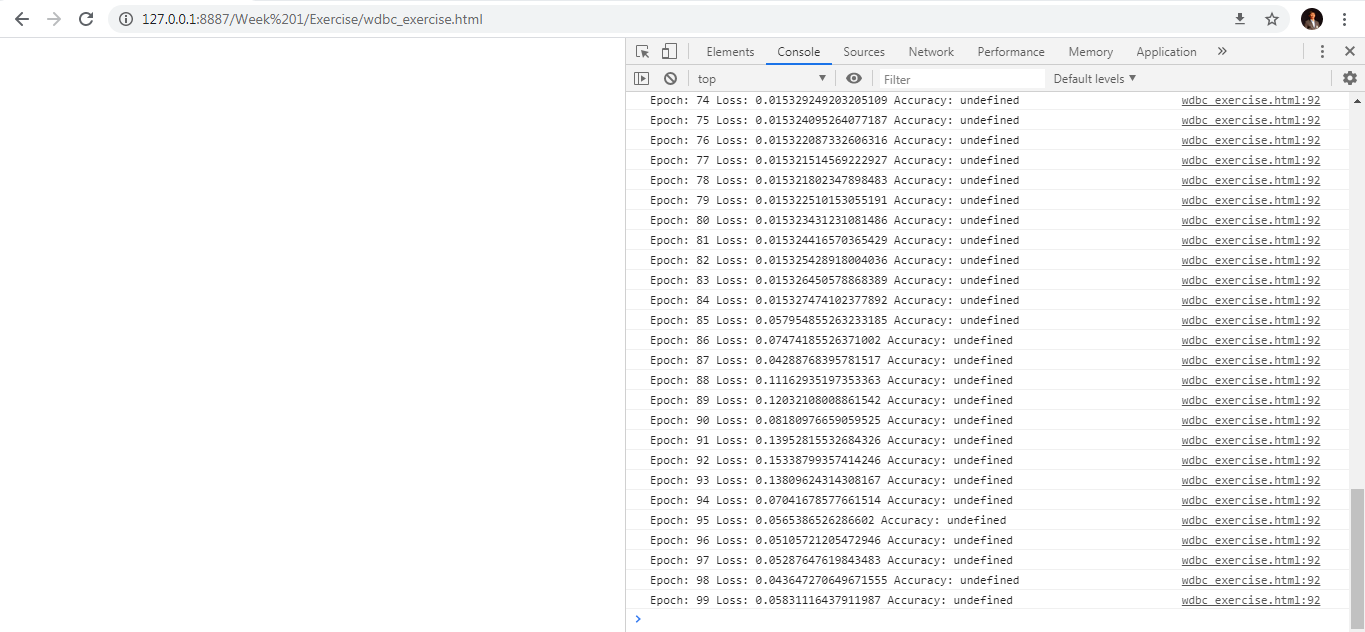 127.0.0.1:8887/Week%201/Exercise/wdbc_exercise.html
Elements Console Sources Network Performance Memory Application »
top Filter Default levels
Epoch: 74 Loss: 0.015329249203205109 Accuracy: undefined wdbc_exercise.html:92
Epoch: 75 Loss: 0.015324095264077187 Accuracy: undefined wdbc_exercise.html:92
Epoch: 76 Loss: 0.015322087332606316 Accuracy: undefined wdbc_exercise.html:92
Epoch: 77 Loss: 0.015321514569222927 Accuracy: undefined wdbc_exercise.html:92
Epoch: 78 Loss: 0.015321802347898483 Accuracy: undefined wdbc_exercise.html:92
Epoch: 79 Loss: 0.015322510153055191 Accuracy: undefined wdbc_exercise.html:92
Epoch: 80 Loss: 0.015323431231081486 Accuracy: undefined wdbc_exercise.html:92
Epoch: 81 Loss: 0.015324416570365429 Accuracy: undefined wdbc_exercise.html:92
Epoch: 82 Loss: 0.015325428918004036 Accuracy: undefined wdbc_exercise.html:92
Epoch: 83 Loss: 0.015326450578868389 Accuracy: undefined wdbc_exercise.html:92
Epoch: 84 Loss: 0.015327474102377892 Accuracy: undefined wdbc_exercise.html:92
Epoch: 85 Loss: 0.057954855263233185 Accuracy: undefined wdbc_exercise.html:92
Epoch: 86 Loss: 0.07474185526371002 Accuracy: undefined wdbc_exercise.html:92
Epoch: 87 Loss: 0.04288768395781517 Accuracy: undefined wdbc_exercise.html:92
Epoch: 88 Loss: 0.11162935197353363 Accuracy: undefined wdbc_exercise.html:92
Epoch: 89 Loss: 0.12032108008861542 Accuracy: undefined wdbc_exercise.html:92
Epoch: 90 Loss: 0.08180976659059525 Accuracy: undefined wdbc_exercise.html:92
Epoch: 91 Loss: 0.13952815532684326 Accuracy: undefined wdbc_exercise.html:92
Epoch: 92 Loss: 0.15338799357414246 Accuracy: undefined wdbc_exercise.html:92
Epoch: 93 Loss: 0.13809624314308167 Accuracy: undefined wdbc_exercise.html:92
Epoch: 94 Loss: 0.07041678577661514 Accuracy: undefined wdbc_exercise.html:92
Epoch: 95 Loss: 0.0565386526286602 Accuracy: undefined wdbc_exercise.html:92
Epoch: 96 Loss: 0.05105721205472946 Accuracy: undefined wdbc_exercise.html:92
Epoch: 97 Loss: 0.05287647619843483 Accuracy: undefined wdbc_exercise.html:92
Epoch: 98 Loss: 0.043647270649671555 Accuracy: undefined wdbc_exercise.html:92
Epoch: 99 Loss: 0.05831116437911987 Accuracy: undefined wdbc_exercise.html:92